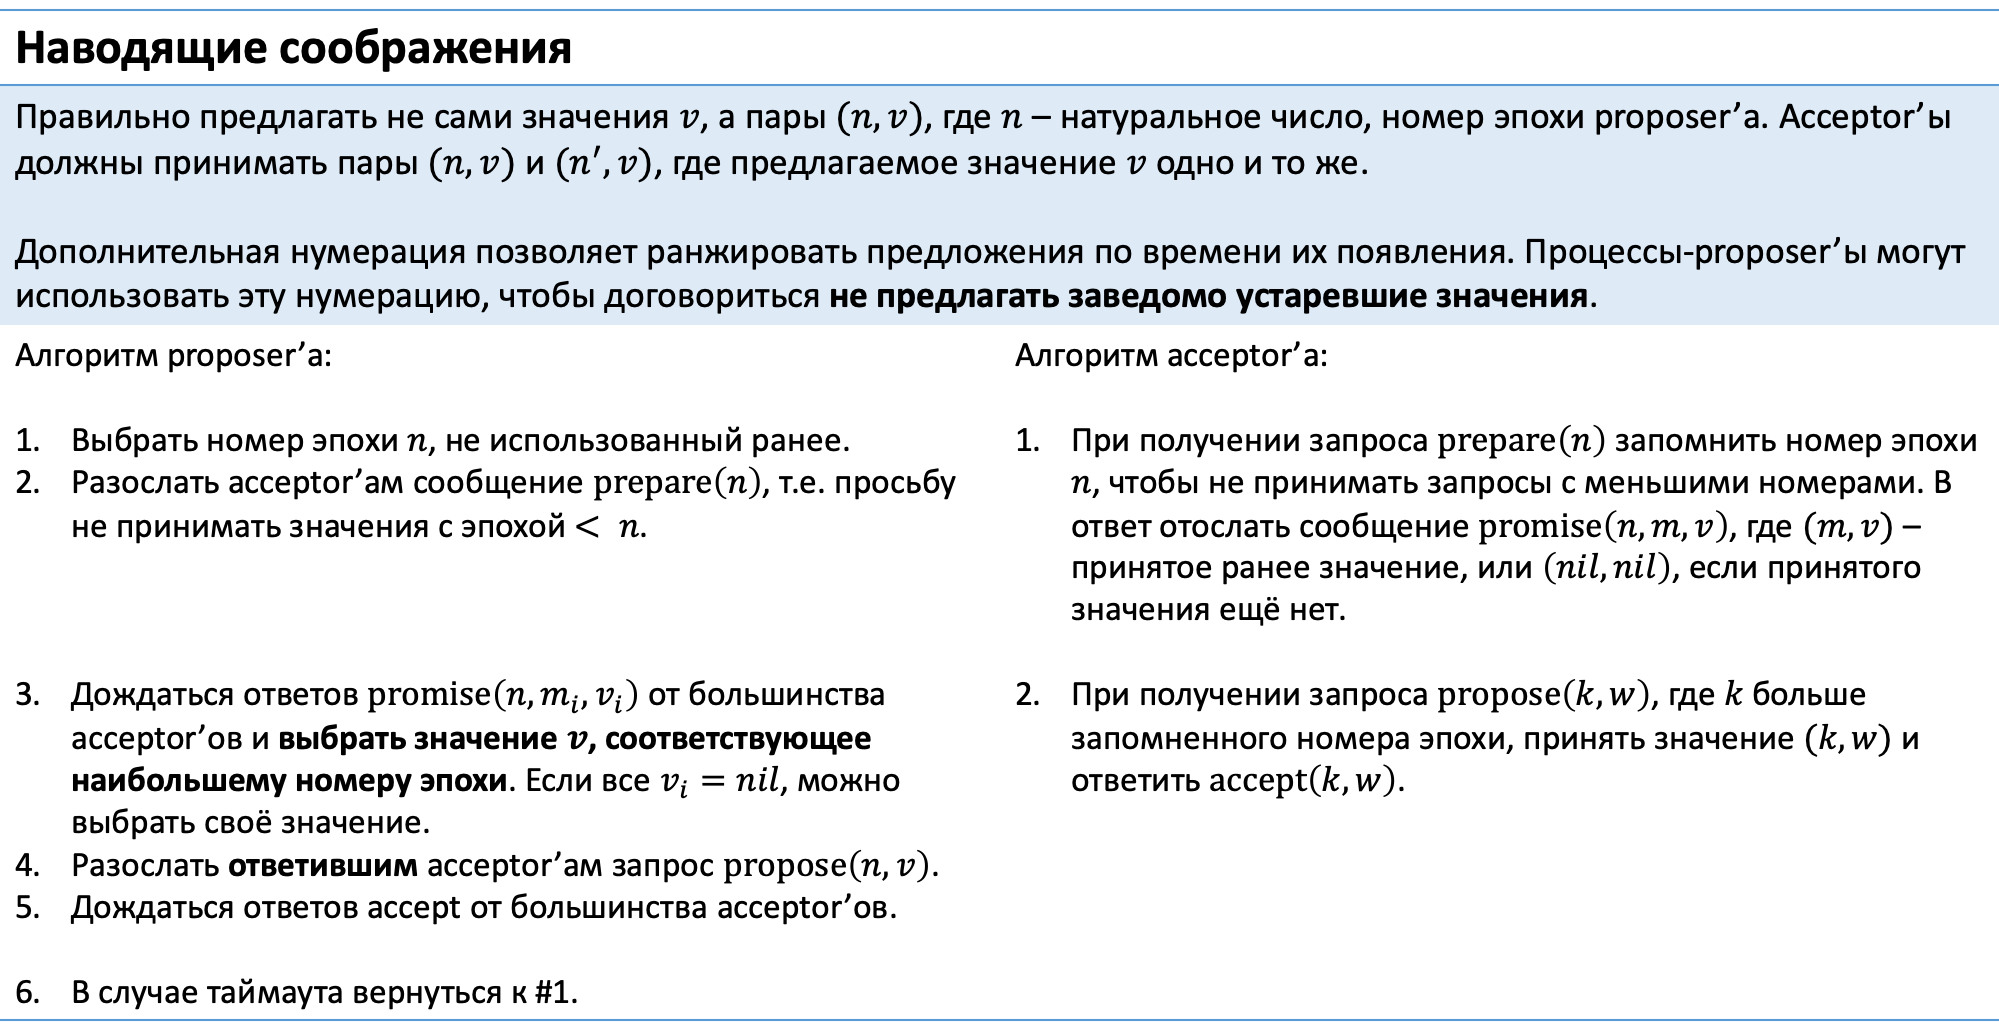 Наводящие соображения
Правильно предлагать не сами значения v, а пары (n, v), где n – натуральное число, номер эпохи proposer’а. Acceptor’ы
должны принимать пары (n, v) и (n′, v), где предлагаемое значение v одно и то же.
Дополнительная нумерация позволяет ранжировать предложения по времени их появления. Процессы-proposer’ы могут
использовать эту нумерацию, чтобы договориться не предлагать заведомо устаревшие значения.
Алгоритм proposer’а:
1. Выбрать номер эпохи n, не использованный ранее.
2. Разослать acceptor’ам сообщение prepare(n), т.е. просьбу
не принимать значения с эпохой < n.
3. Дождаться ответов promise(n, mᵢ, vᵢ) от большинства
acceptor’ов и выбрать значение v, соответствующее
наибольшему номеру эпохи. Если все vᵢ = nil, можно
выбрать своё значение.
4. Разослать ответившим acceptor’ам запрос propose(n, v).
5. Дождаться ответов accept от большинства acceptor’ов.
6. В случае таймаута вернуться к #1.
Алгоритм acceptor’а:
1. При получении запроса prepare(n) запомнить номер эпохи
n, чтобы не принимать запросы с меньшими номерами. В
ответ отослать сообщение promise(n, m, v), где (m, v) –
принятое ранее значение, или (nil, nil), если принятого
значения ещё нет.
2. При получении запроса propose(k, w), где k больше
запомненного номера эпохи, принять значение (k, w) и
ответить accept(k, w).